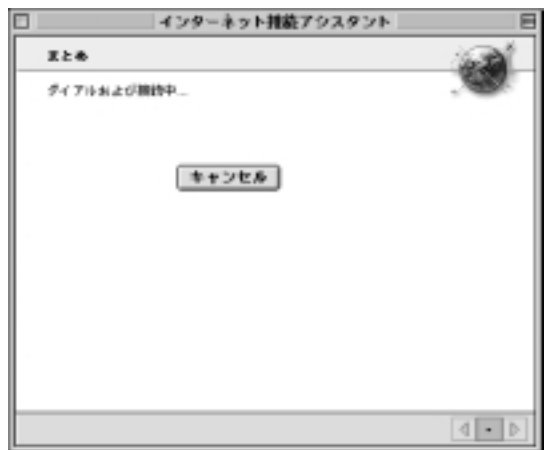 インターネット接続アシスタント
まとめ
ダイアルおよび接続中...
キャンセル